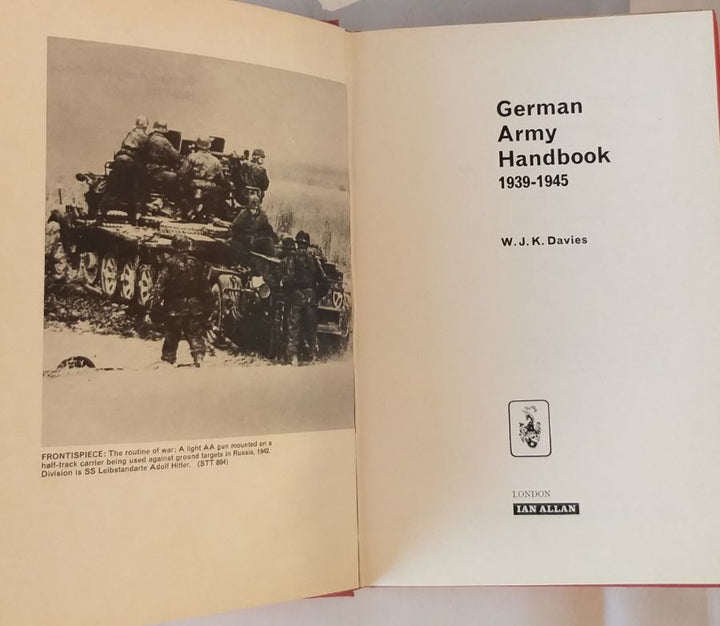 FRONTISPIECE: The routine of war: A light AA gun mounted on a
half-track carrier being used against ground targets in Russia, 1942.
Division is SS Leibstandarte Adolf Hitler. (STT 884)
German
Army
Handbook
1939-1945
W. J. K. Davies
LONDON
IAN ALLAN